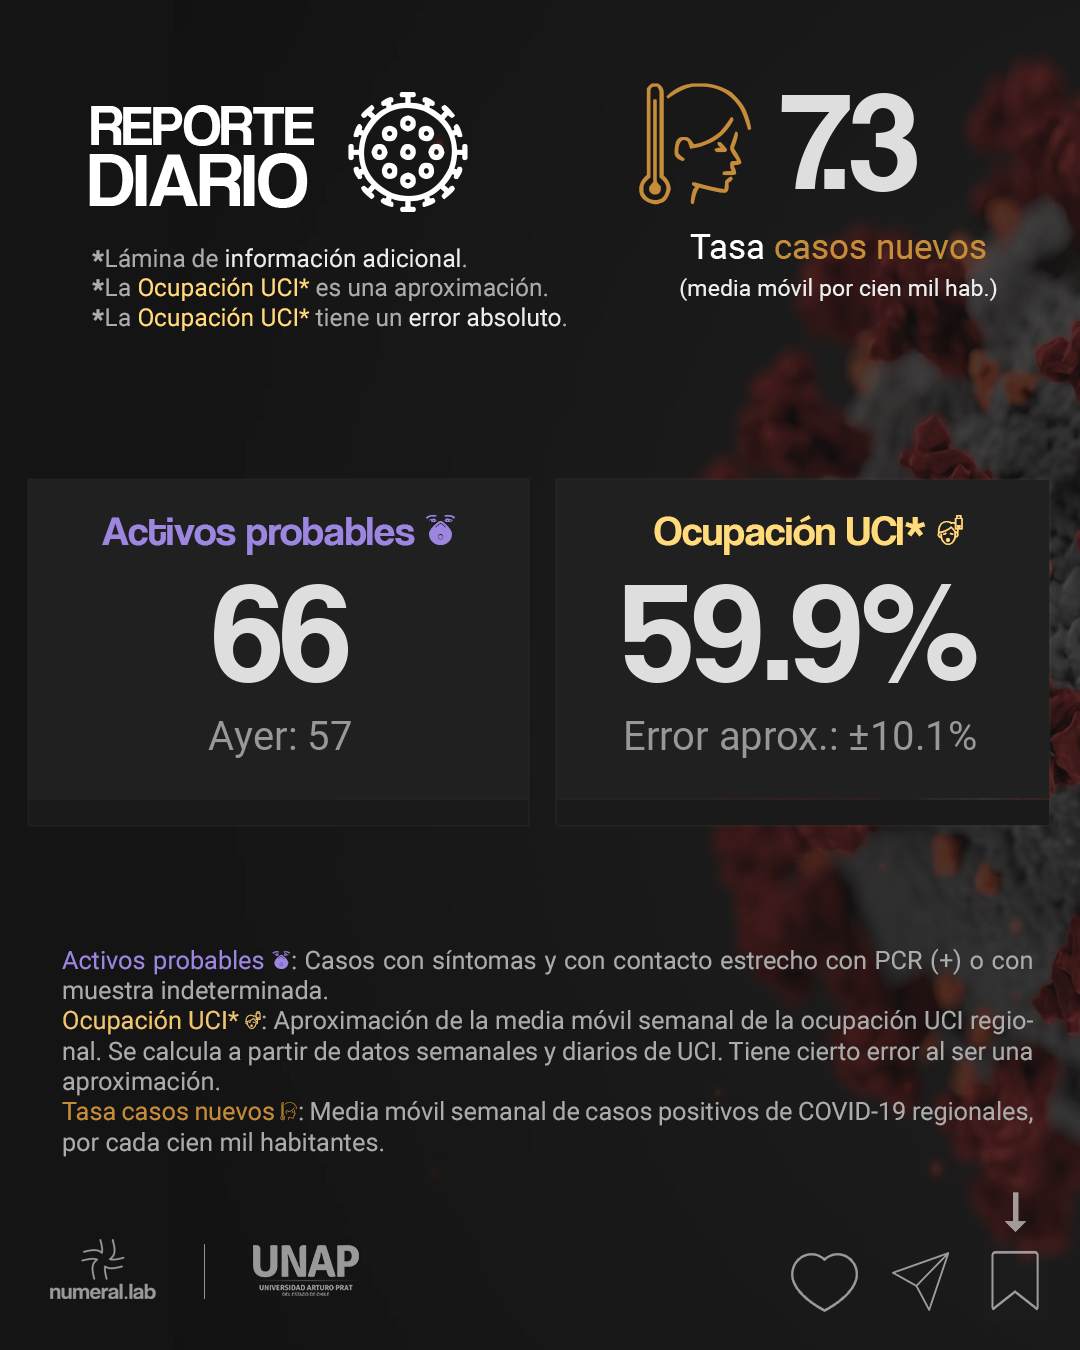 REPORTE
DIARIO
*Lámina de información adicional.
*La Ocupación UCI* es una aproximación.
*La Ocupación UCI* tiene un error absoluto.
7.3
Tasa casos nuevos
(media móvil por cien mil hab.)
Activos probables
66
Ayer: 57
Ocupación UCI*
59.9%
Error aprox.: ±10.1%
Activos probables : Casos con síntomas y con contacto estrecho con PCR (+) o con
muestra indeterminada.
Ocupación UCI* : Aproximación de la media móvil semanal de la ocupación UCI regio-
nal. Se calcula a partir de datos semanales y diarios de UCI. Tiene cierto error al ser una
aproximación.
Tasa casos nuevos : Media móvil semanal de casos positivos de COVID-19 regionales,
por cada cien mil habitantes.
numeral.lab
UNAP
UNIVERSIDAD ARTURO PRAT
DEL ESTADO DE CHILE